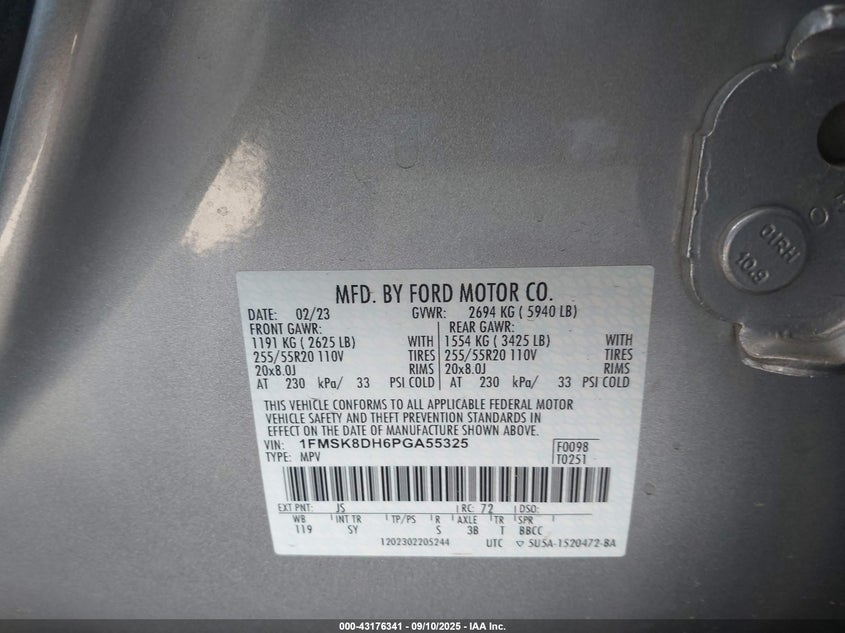 01RH
10.9
MFD. BY FORD MOTOR CO.
DATE: 02/23 GVWR: 2694 KG ( 5940 LB)
FRONT GAWR: REAR GAWR:
1191 KG ( 2625 LB) WITH 1554 KG ( 3425 LB) WITH
255/55R20 110V TIRES 255/55R20 110V TIRES
20x8.0J RIMS 20x8.0J RIMS
AT 230 kPa/ 33 PSI COLD AT 230 kPa/ 33 PSI COLD
THIS VEHICLE CONFORMS TO ALL APPLICABLE FEDERAL MOTOR
VEHICLE SAFETY AND THEFT PREVENTION STANDARDS IN
EFFECT ON THE DATE OF MANUFACTURE SHOWN ABOVE.
VIN: 1FMSK8DH6PGA55325 F0098
TYPE: MPV T0251
EXT PNT: JS RC: 72 DSO:
WB INT TR TP/PS R AXLE TR SPR
119 SY S 3B T BBCC
1202302205244 UTC ▽ SU5A-1520472-BA
000-43176341 - 09/10/2025 - IAA Inc.